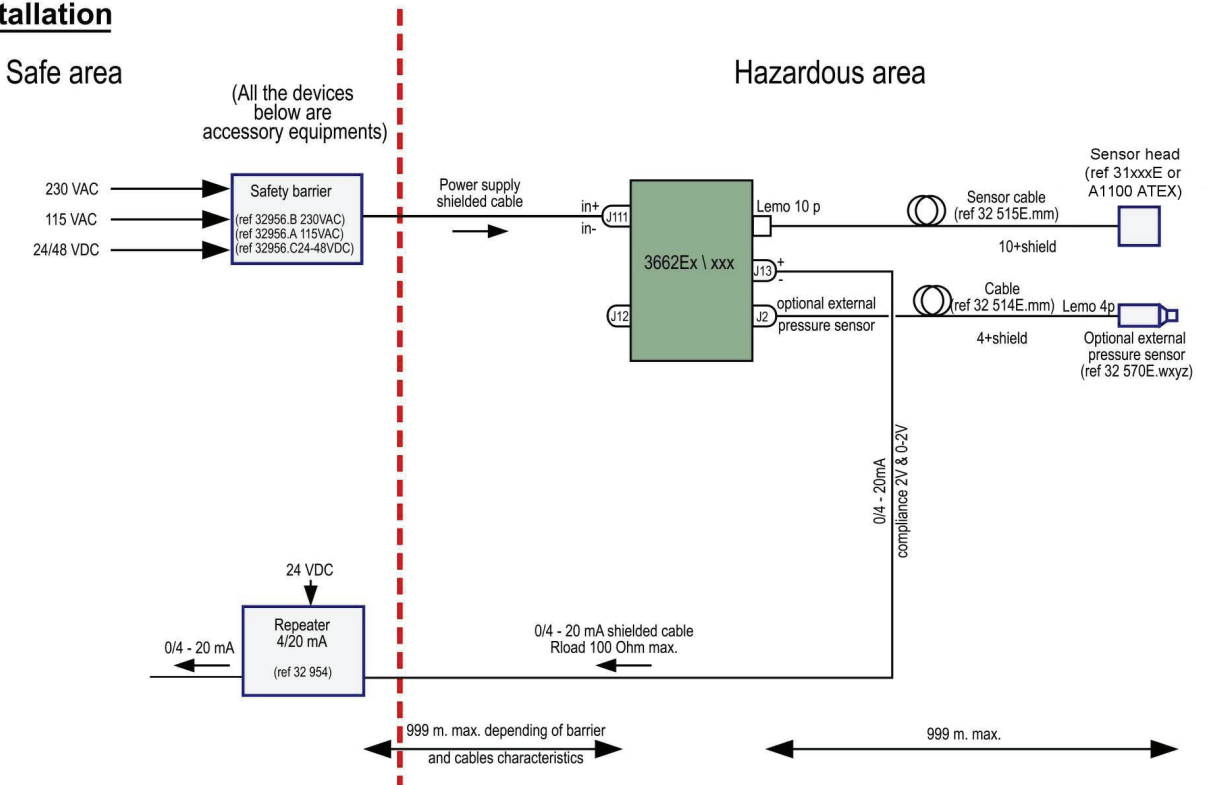 tallation
Safe area
Hazardous area
(All the devices
below are
accessory equipments)
230 VAC
115 VAC
24/48 VDC
Safety barrier
(ref 32956.B 230VAC)
(ref 32956.A 115VAC)
(ref 32956.C24-48VDC)
Power supply
shielded cable
in+
in-
J111
J12
3662Ex \ xxx
Lemo 10 p
J13
+
-
J2
optional external
pressure sensor
Sensor cable
(ref 32 515E.mm)
10+shield
Sensor head
(ref 31xxxE or
A1100 ATEX)
Cable
(ref 32 514E.mm)
Lemo 4p
4+shield
Optional external
pressure sensor
(ref 32 570E.wxyz)
0/4 - 20mA
compliance 2V & 0-2V
24 VDC
Repeater
4/20 mA
(ref 32 954)
0/4 - 20 mA
0/4 - 20 mA shielded cable
Rload 100 Ohm max.
999 m. max. depending of barrier
and cables characteristics
999 m. max.